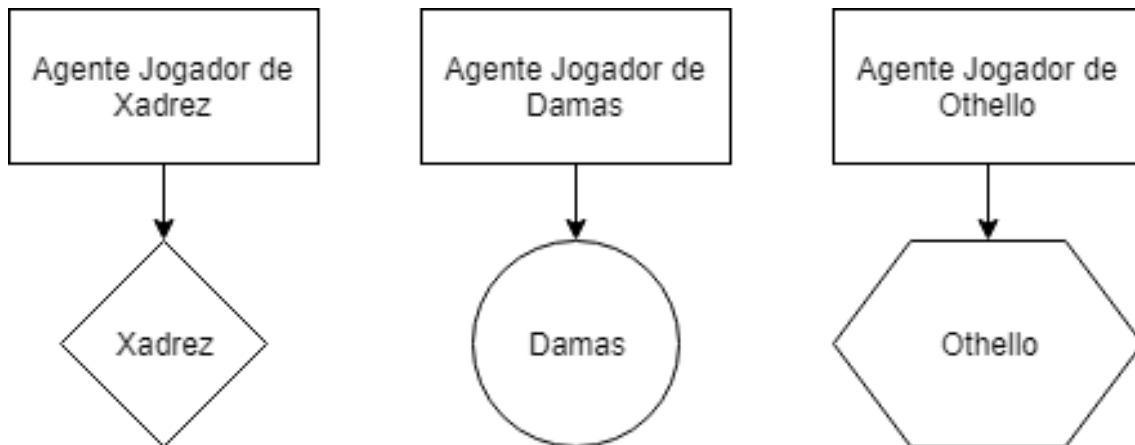 Agente Jogador de
Xadrez
Agente Jogador de
Damas
Agente Jogador de
Othello
Xadrez
Damas
Othello